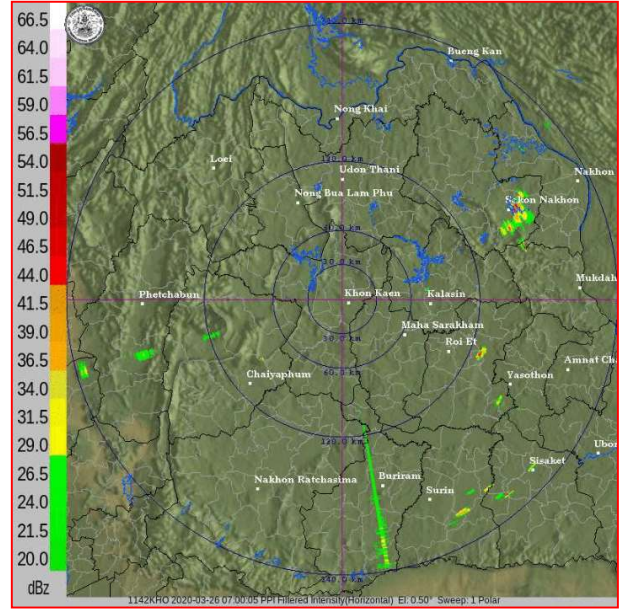 66.5
64.0
61.5
59.0
56.5
54.0
51.5
49.0
46.5
44.0
41.5
39.0
36.5
34.0
31.5
29.0
26.5
24.0
21.5
20.0
dBz
Bueng Kan
Nong Khai
Loei
Udon Thani
Nakhon
Nong Bua Lam Phu
Sakon Nakhon
Mukdah
Phetchabun
Khon Kaen
Kalasin
Maha Sarakham
Roi Et
60.0 km
Amnat Cha
Chaiyaphum
Yasothon
120.0 km
Ubon
Sisaket
Nakhon Ratchasima
Buriram
Surin
240.0 km
1142KHO 2020-03-26 07:00:05 PPI Filtered Intensity(Horizontal) El: 0.50° Sweep: 1 Polar